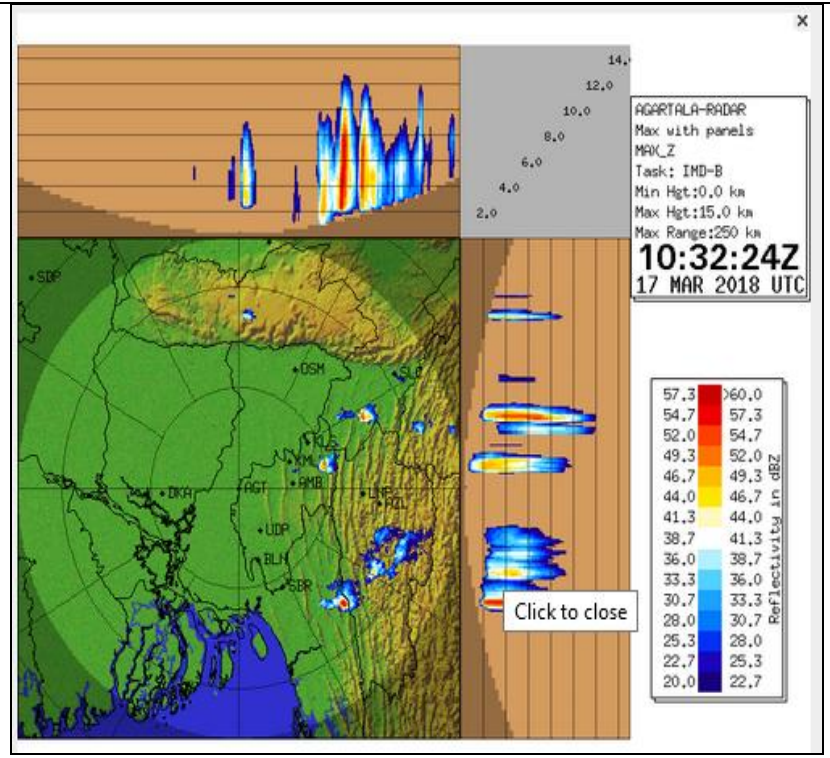 ×
14.
12.0
10.0
8.0
6.0
4.0
2.0
AGARTALA-RADAR
Max with panels
MAX_Z
Task: IMD-B
Min Hgt:0.0 km
Max Hgt:15.0 km
Max Range:250 km
10:32:24Z
17 MAR 2018 UTC
SDP
OSM
SLC
KLS
KML
AMB
AGT
DKA
LNP
AZL
UDP
BLN
SBR
Click to close
57.3 >60.0
54.7 57.3
52.0 54.7
49.3 52.0
46.7 49.3
44.0 46.7
41.3 44.0
38.7 41.3
36.0 38.7
33.3 36.0
30.7 33.3
28.0 30.7
25.3 28.0
22.7 25.3
20.0 22.7
Reflectivity in dBZ